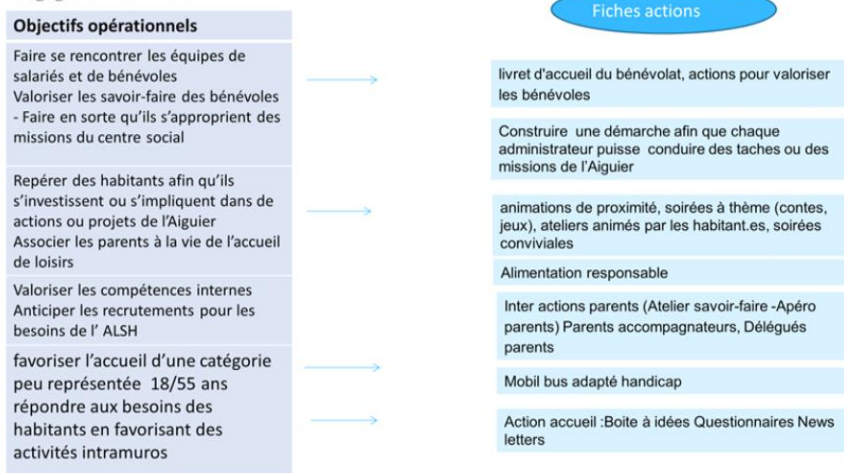 Objectifs opérationnels
Faire se rencontrer les équipes de
salariés et de bénévoles
Valoriser les savoir-faire des bénévoles
- Faire en sorte qu'ils s'approprient des
missions du centre social
Repérer des habitants afin qu'ils
s'investissent ou s'impliquent dans de
actions ou projets de l'Aiguier
Associer les parents à la vie de l'accueil
de loisirs
Valoriser les compétences internes
Anticiper les recrutements pour les
besoins de l' ALSH
favoriser l'accueil d'une catégorie
peu représentée 18/55 ans
répondre aux besoins des
habitants en favorisant des
activités intramuros
Fiches actions
livret d'accueil du bénévolat, actions pour valoriser
les bénévoles
Construire une démarche afin que chaque
administrateur puisse conduire des taches ou des
missions de l'Aiguier
animations de proximité, soirées à thème (contes,
jeux), ateliers animés par les habitant.es, soirées
conviviales
Alimentation responsable
Inter actions parents (Atelier savoir-faire -Apéro
parents) Parents accompagnateurs, Délégués
parents
Mobil bus adapté handicap
Action accueil :Boite à idées Questionnaires News
letters